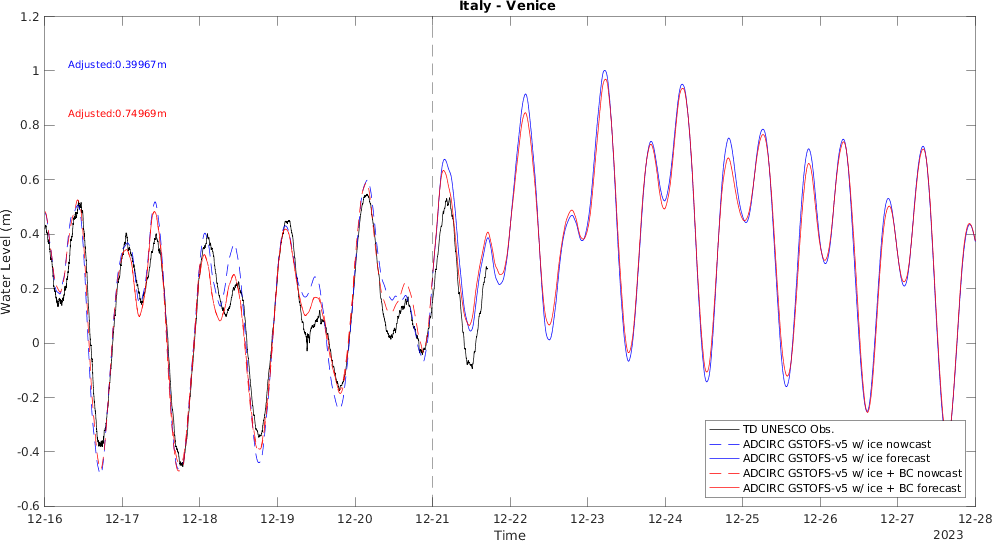 Italy - Venice
Adjusted:0.39967m
Adjusted:0.74969m
Water Level (m)
1.2
1
0.8
0.6
0.4
0.2
0
-0.2
-0.4
-0.6
TD UNESCO Obs.
ADCIRC GSTOFS-v5 w/ ice nowcast
ADCIRC GSTOFS-v5 w/ ice forecast
ADCIRC GSTOFS-v5 w/ ice + BC nowcast
ADCIRC GSTOFS-v5 w/ ice + BC forecast
12-16 12-17 12-18 12-19 12-20 12-21 12-22 12-23 12-24 12-25 12-26 12-27 12-28
Time
2023